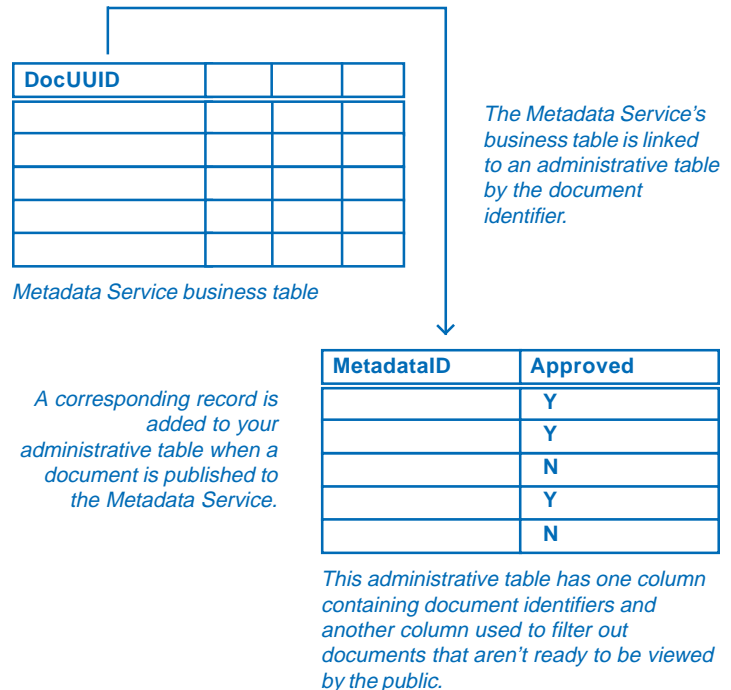 DocUUID
The Metadata Service's
business table is linked
to an administrative table
by the document
identifier.
Metadata Service business table
MetadataID Approved
Y
Y
N
Y
N
A corresponding record is
added to your
administrative table when a
document is published to
the Metadata Service.
This administrative table has one column
containing document identifiers and
another column used to filter out
documents that aren't ready to be viewed
by the public.